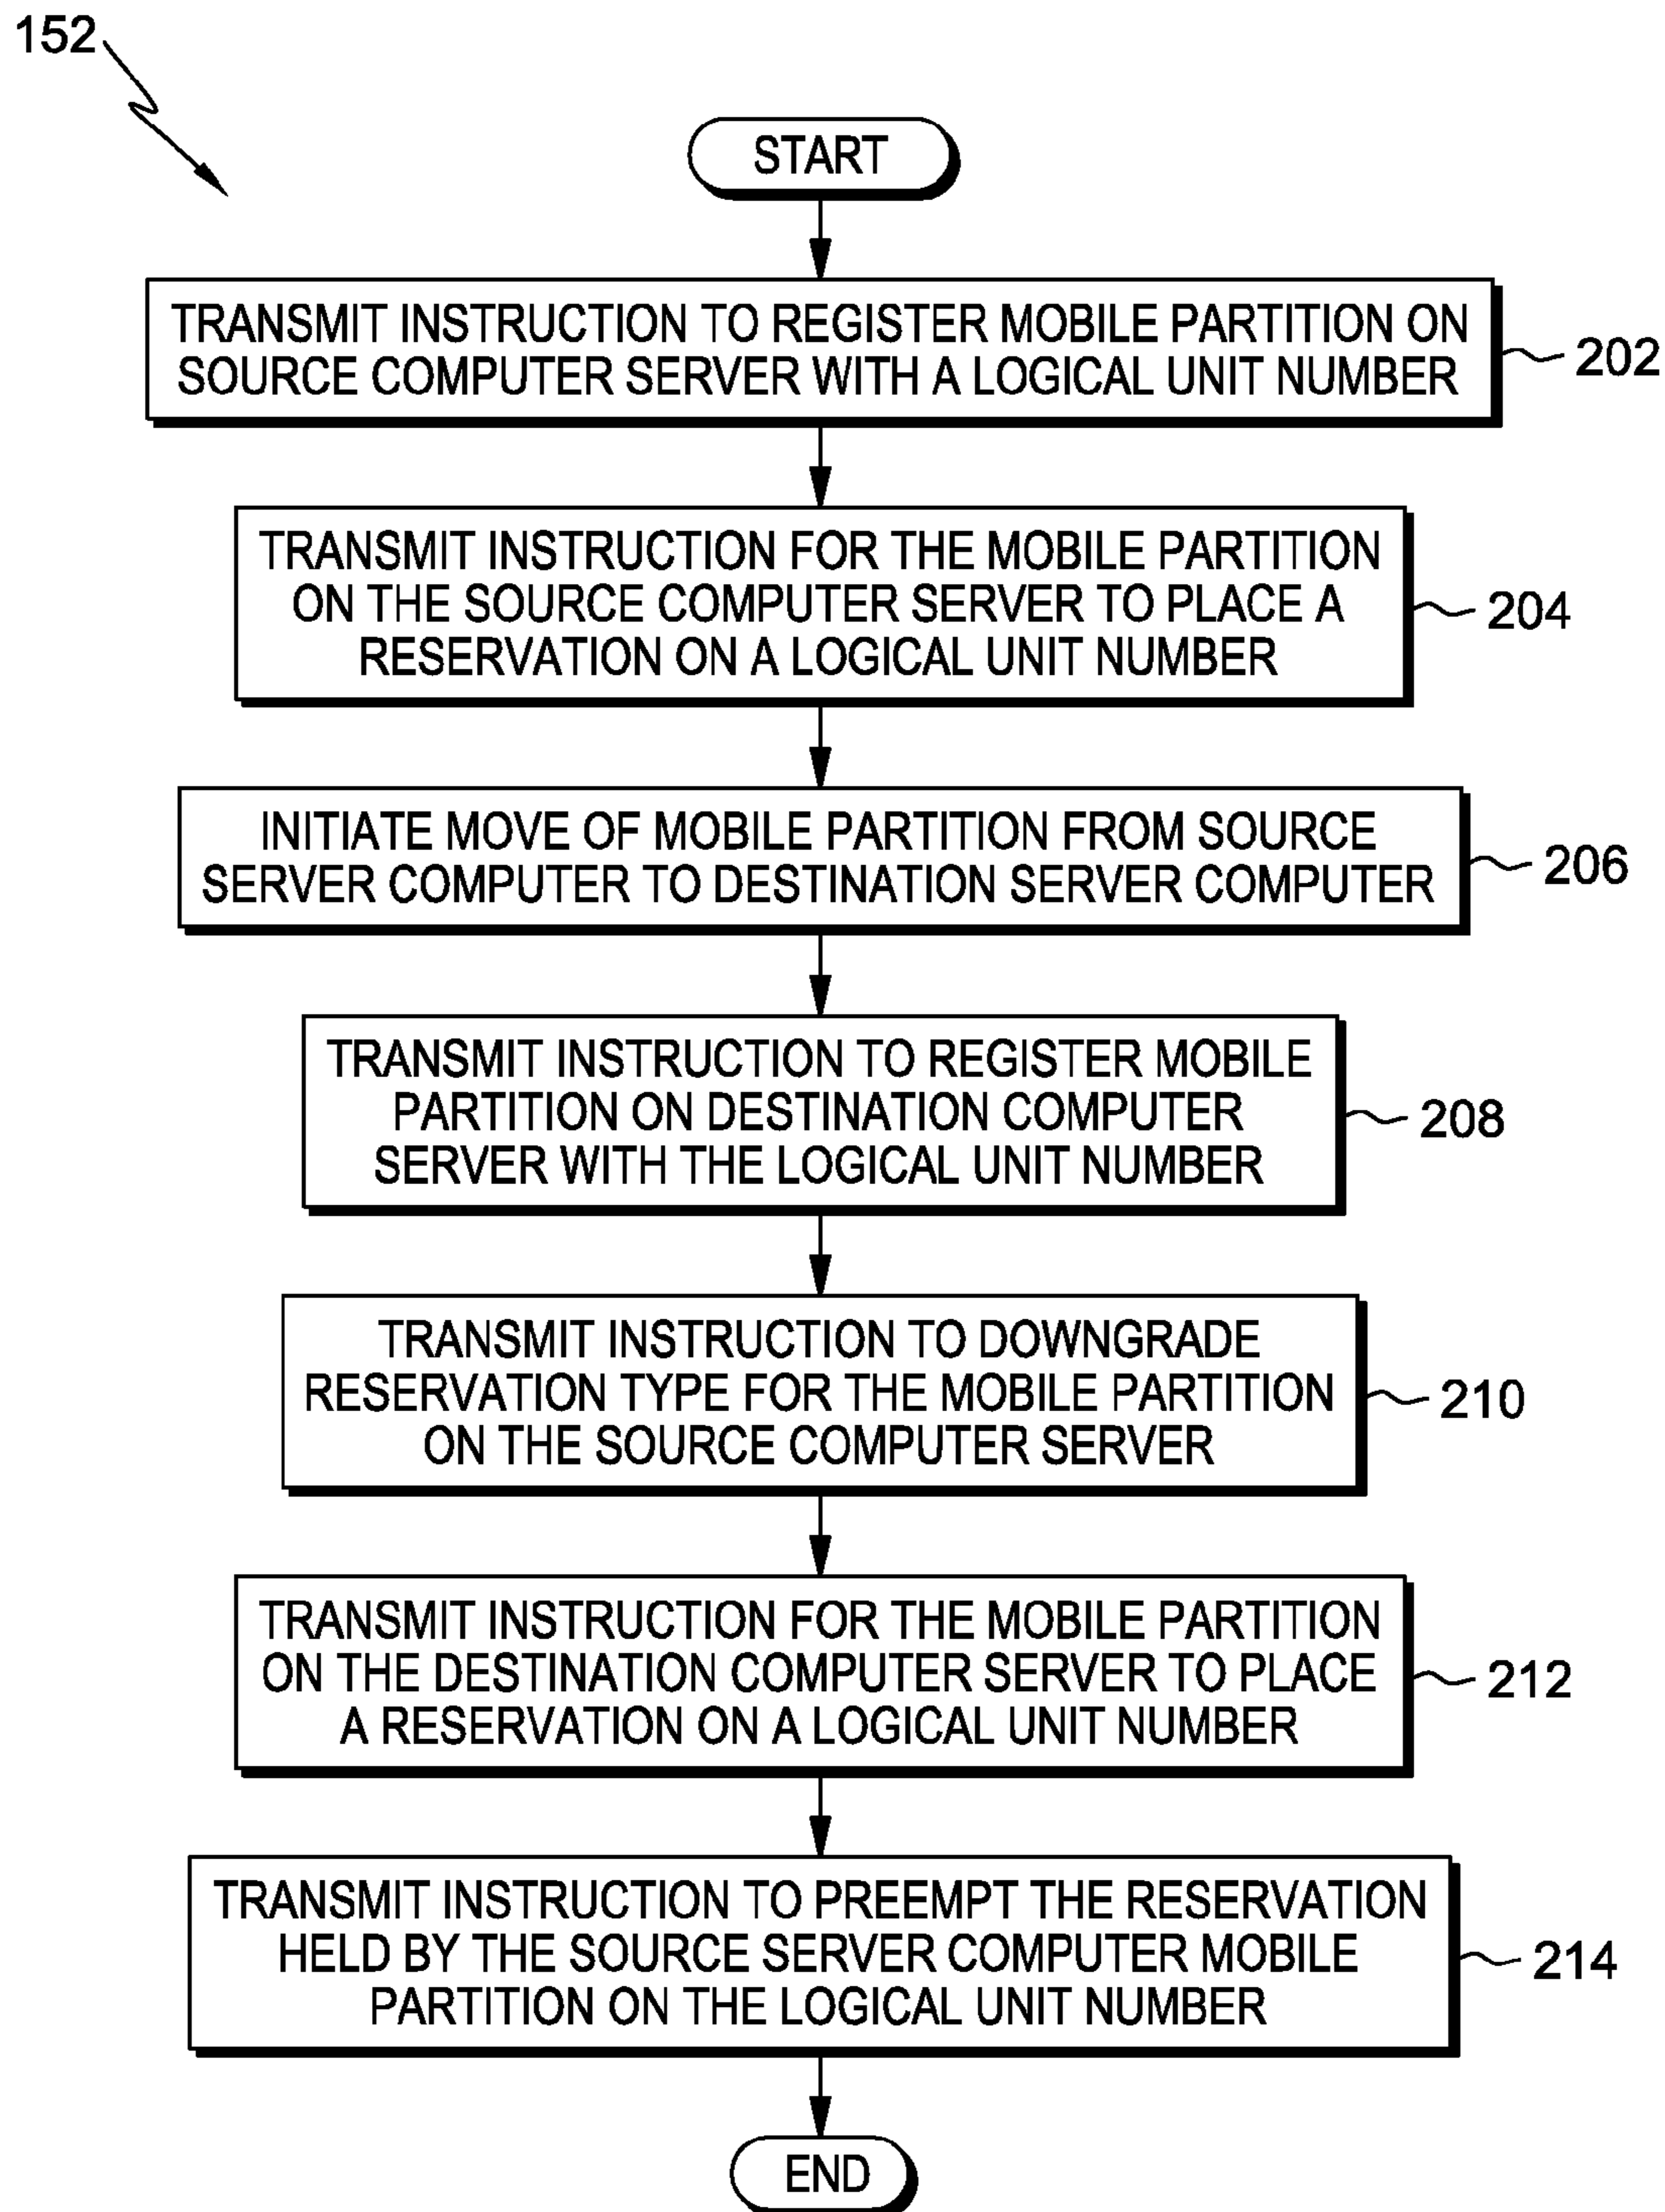 152
START
TRANSMIT INSTRUCTION TO REGISTER MOBILE PARTITION ON
SOURCE COMPUTER SERVER WITH A LOGICAL UNIT NUMBER
202
TRANSMIT INSTRUCTION FOR THE MOBILE PARTITION
ON THE SOURCE COMPUTER SERVER TO PLACE A
RESERVATION ON A LOGICAL UNIT NUMBER
204
INITIATE MOVE OF MOBILE PARTITION FROM SOURCE
SERVER COMPUTER TO DESTINATION SERVER COMPUTER
206
TRANSMIT INSTRUCTION TO REGISTER MOBILE
PARTITION ON DESTINATION COMPUTER
SERVER WITH THE LOGICAL UNIT NUMBER
208
TRANSMIT INSTRUCTION TO DOWNGRADE
RESERVATION TYPE FOR THE MOBILE PARTITION
ON THE SOURCE COMPUTER SERVER
210
TRANSMIT INSTRUCTION FOR THE MOBILE PARTITION
ON THE DESTINATION COMPUTER SERVER TO PLACE
A RESERVATION ON A LOGICAL UNIT NUMBER
212
TRANSMIT INSTRUCTION TO PREEMPT THE RESERVATION
HELD BY THE SOURCE SERVER COMPUTER MOBILE
PARTITION ON THE LOGICAL UNIT NUMBER
214
END